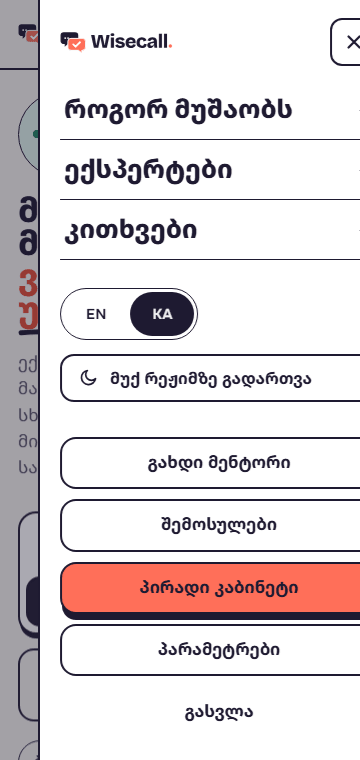 Wisecall.
როგორ მუშაობს
ექსპერტები
კითხვები
EN
KA
მუქ რეჟიმზე გადართვა
გახდი მენტორი
შემოსულები
პირადი კაბინეტი
პარამეტრები
გასვლა